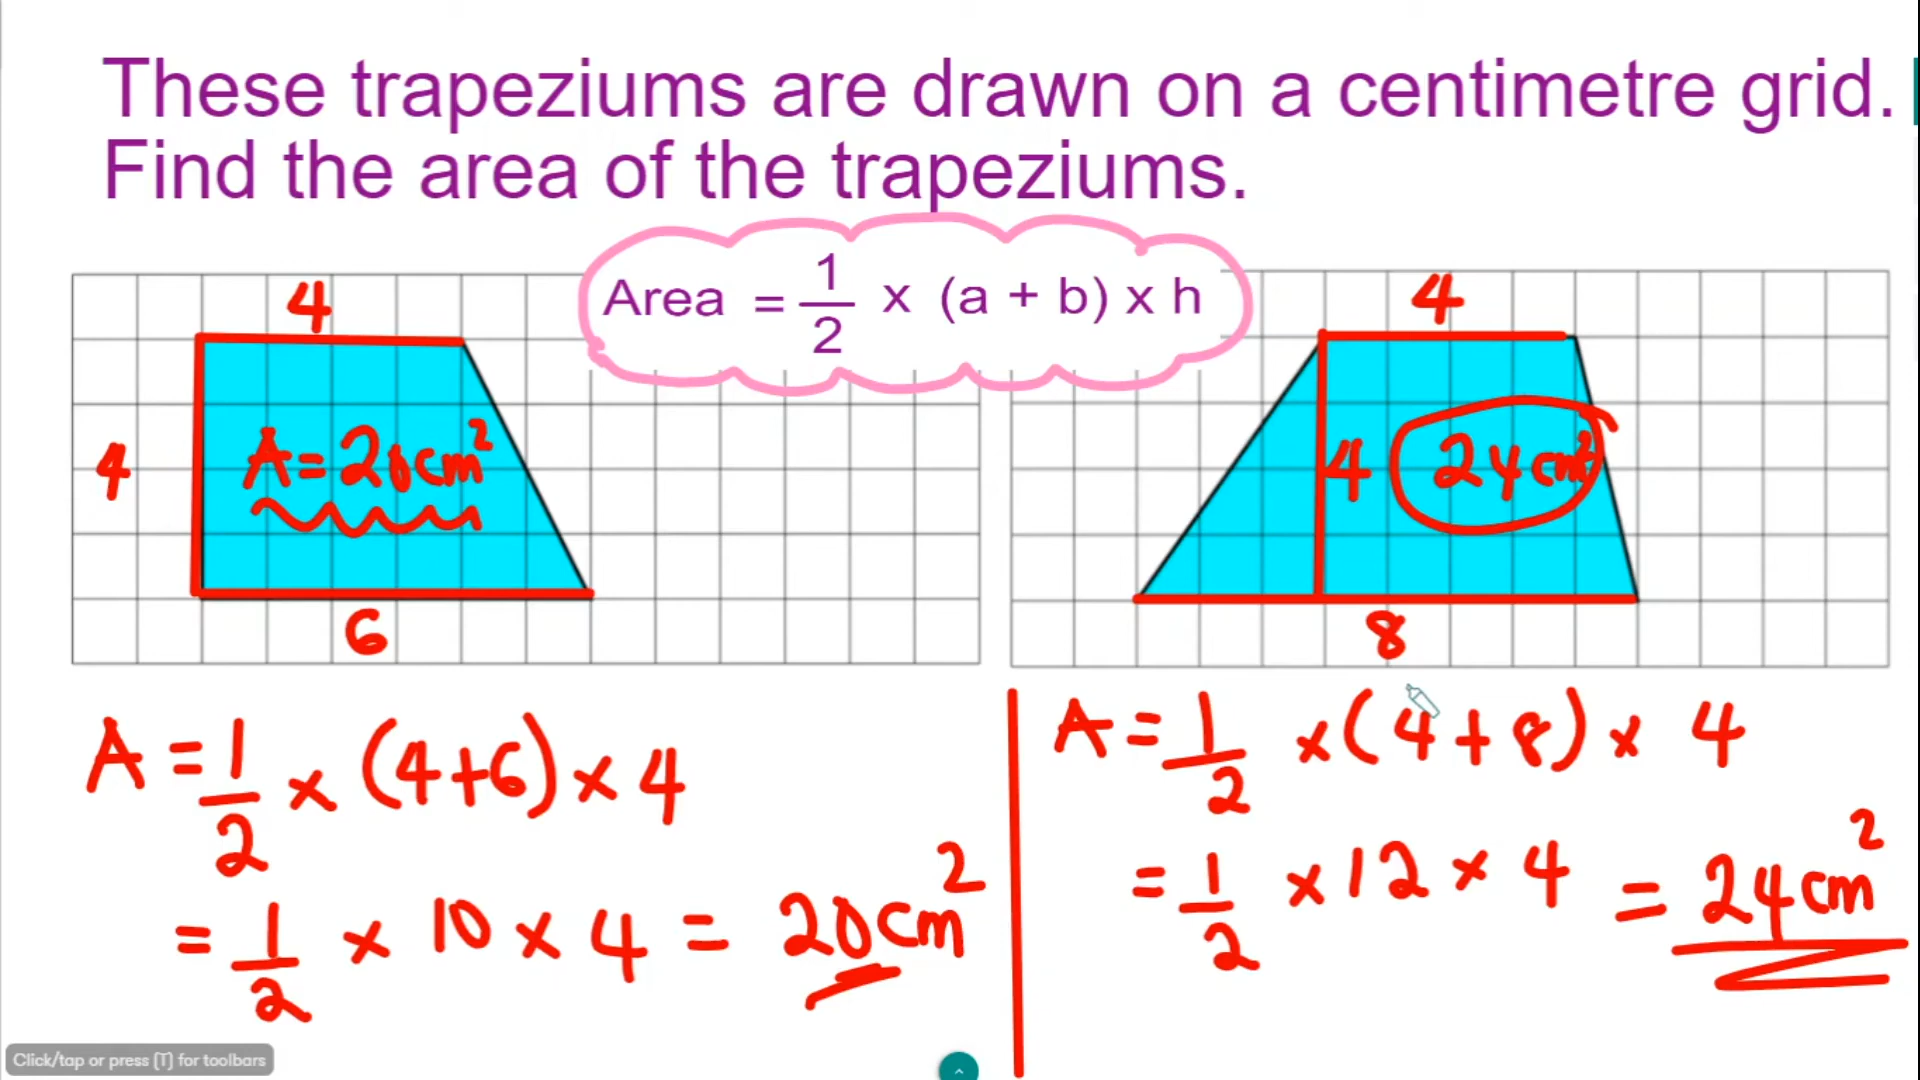 These trapeziums are drawn on a centimetre grid.
Find the area of the trapeziums.
Area = 1/2 x (a + b) x h
4
4
A = 20cm²
6
4
4
24cm²
8
A = 1/2 × (4+6) × 4
= 1/2 × 10 × 4 = 20cm²
A = 1/2 × (4+8) × 4
= 1/2 × 12 × 4 = 24cm²
Click/tap or press (T) for toolbars